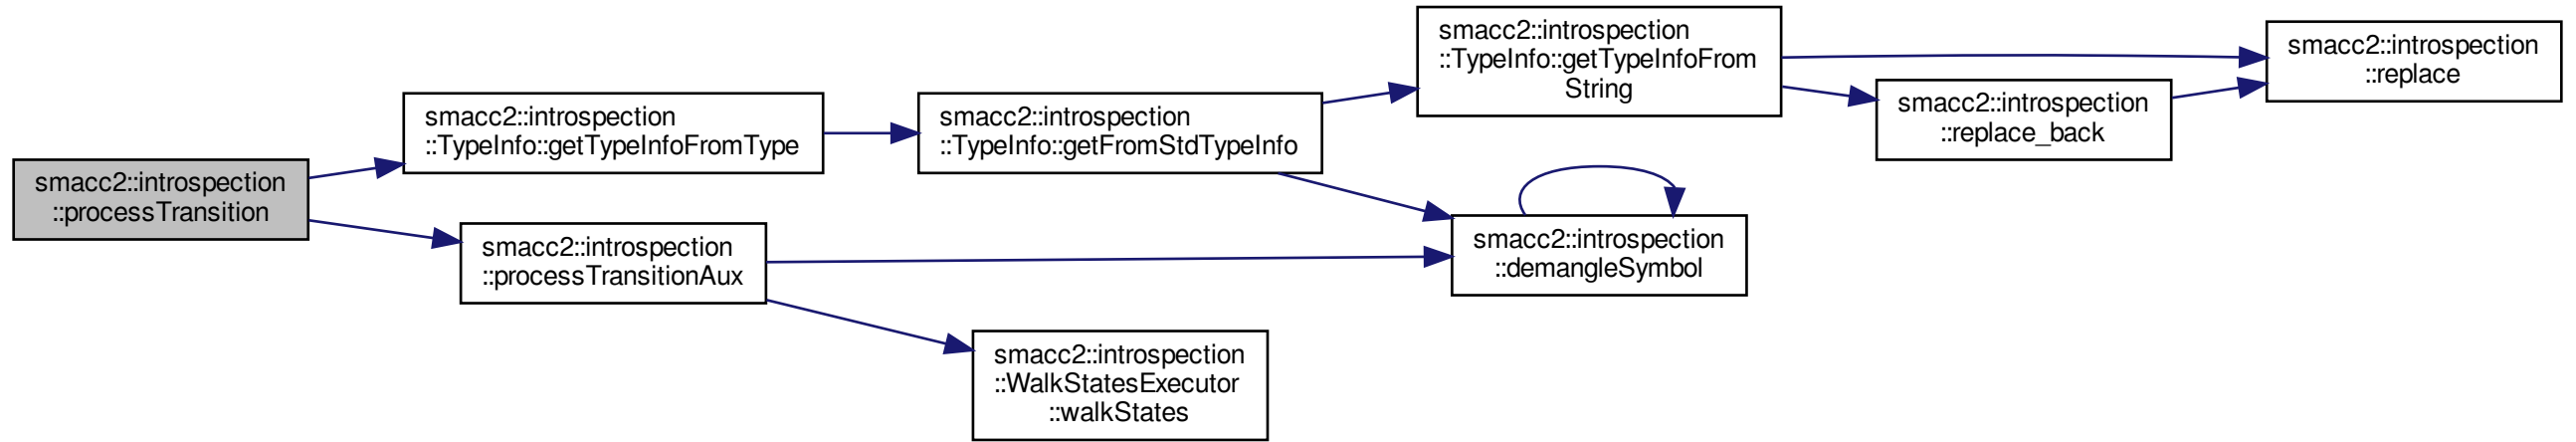 smacc2::introspection
::processTransition
smacc2::introspection
::TypeInfo::getTypeInfoFromType
smacc2::introspection
::processTransitionAux
smacc2::introspection
::TypeInfo::getFromStdTypeInfo
smacc2::introspection
::WalkStatesExecutor
::walkStates
smacc2::introspection
::TypeInfo::getTypeInfoFrom
String
smacc2::introspection
::demangleSymbol
smacc2::introspection
::replace_back
smacc2::introspection
::replace